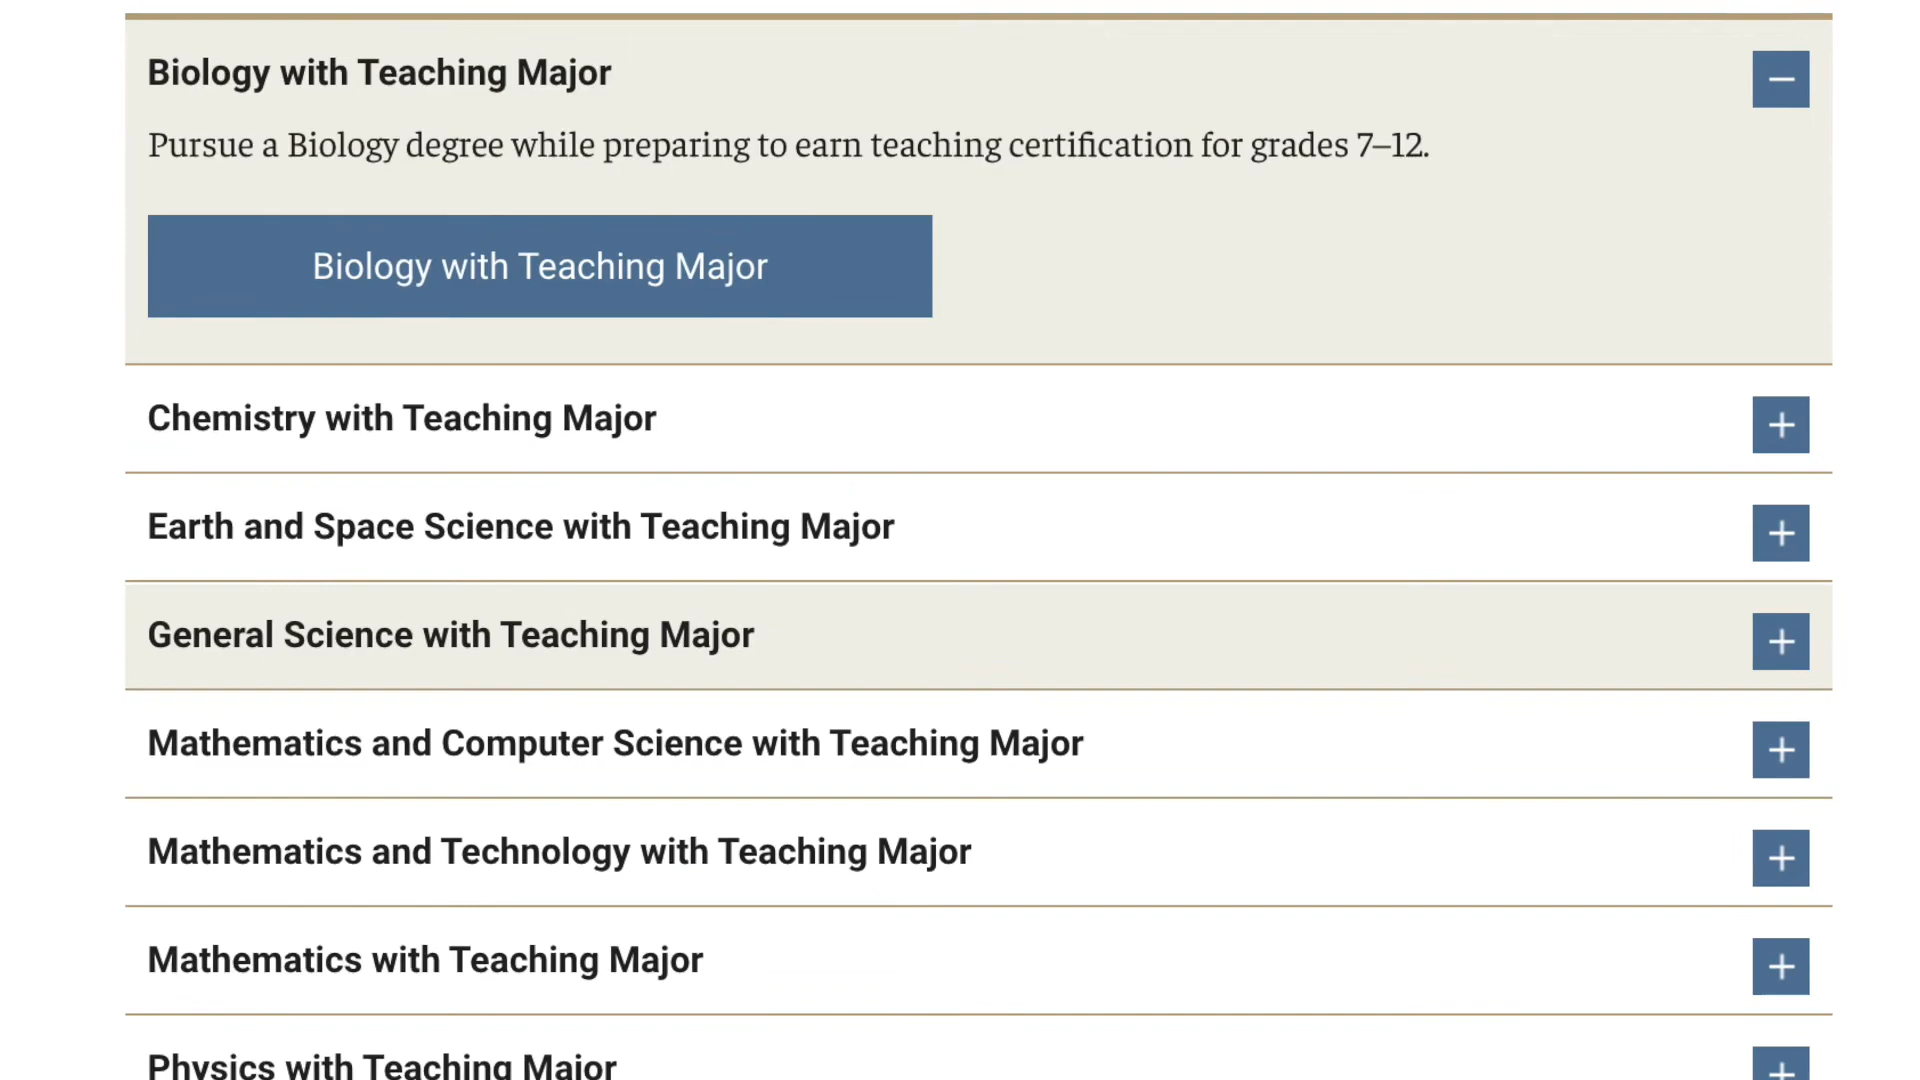 Biology with Teaching Major
Pursue a Biology degree while preparing to earn teaching certification for grades 7–12.
Biology with Teaching Major
Chemistry with Teaching Major
Earth and Space Science with Teaching Major
General Science with Teaching Major
Mathematics and Computer Science with Teaching Major
Mathematics and Technology with Teaching Major
Mathematics with Teaching Major
Physics with Teaching Major